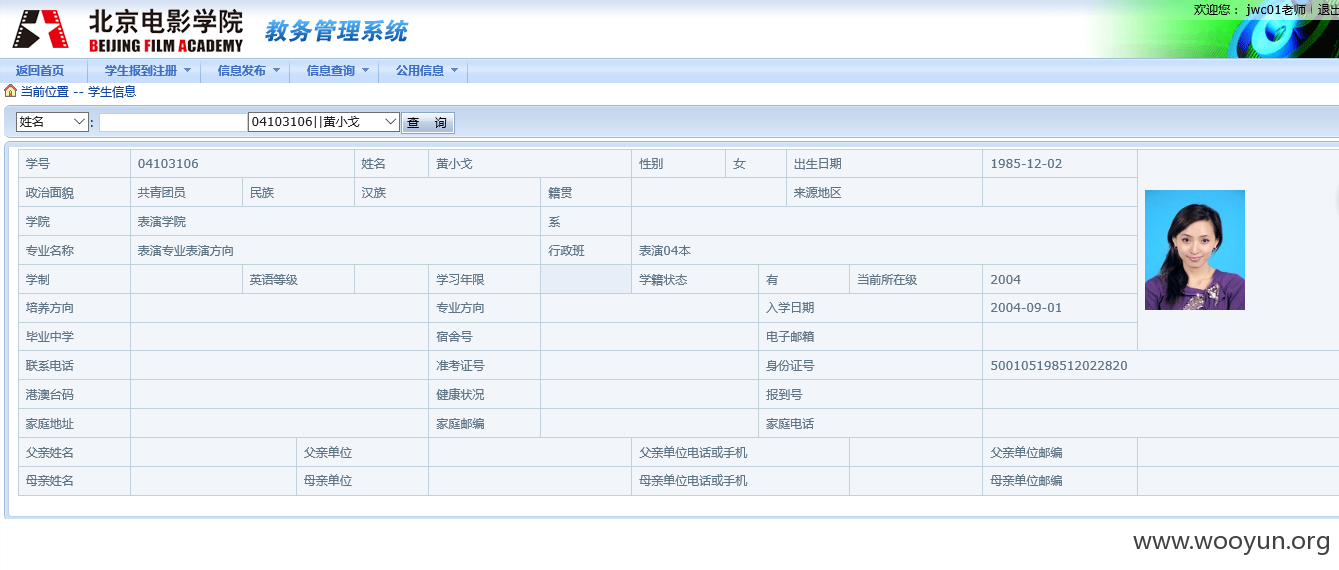 北京电影学院 教务管理系统
BEIJING FILM ACADEMY
欢迎您： jwc01老师 退出
返回首页 学生报到注册 信息发布 信息查询 公用信息
当前位置 -- 学生信息
姓名 : 04103106||黄小戈 查 询
学号 04103106 姓名 黄小戈 性别 女 出生日期 1985-12-02
政治面貌 共青团员 民族 汉族 籍贯 来源地区
学院 表演学院 系
专业名称 表演专业表演方向 行政班 表演04本
学制 英语等级 学习年限 学籍状态 有 当前所在级 2004
培养方向 专业方向 入学日期 2004-09-01
毕业中学 宿舍号 电子邮箱
联系电话 准考证号 身份证号 500105198512022820
港澳台码 健康状况 报到号
家庭地址 家庭邮编 家庭电话
父亲姓名 父亲单位 父亲单位电话或手机 父亲单位邮编
母亲姓名 母亲单位 母亲单位电话或手机 母亲单位邮编
www.wooyun.org